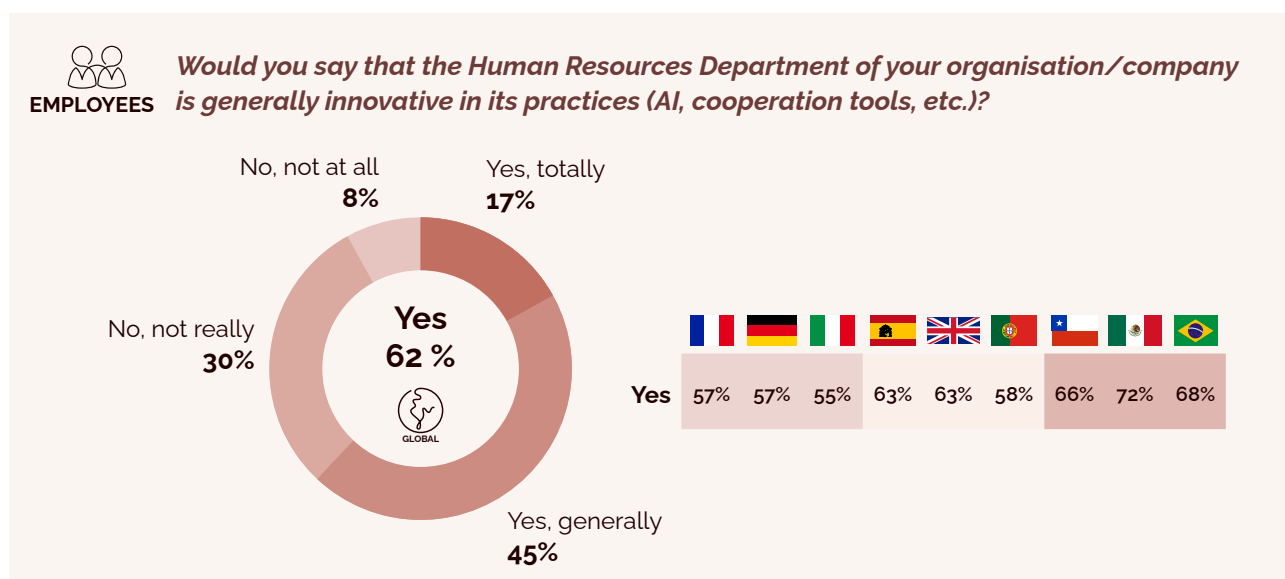 Would you say that the Human Resources Department of your organisation/company
EMPLOYEES
is generally innovative in its practices (AI, cooperation tools, etc.)?
No, not at all
8%
Yes, totally
17%
No, not really
30%
Yes
62 %
GLOBAL
Yes, generally
45%
Yes 57% 57% 55% 63% 63% 58% 66% 72% 68%